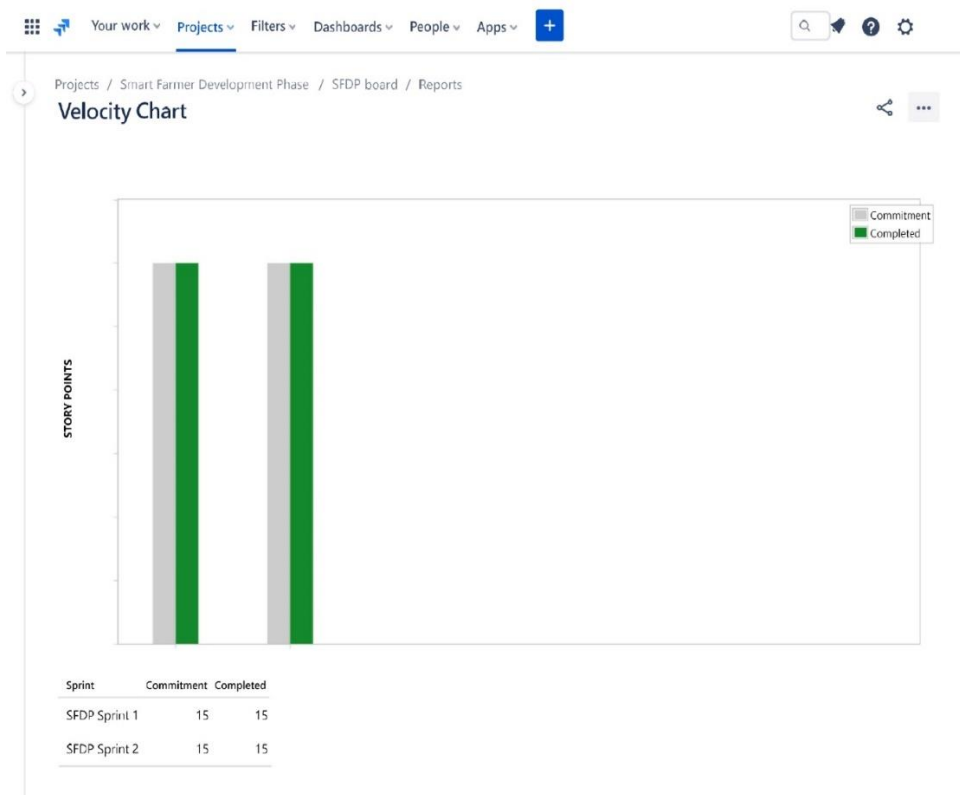 Your work Projects Filters Dashboards People Apps +
Projects / Smart Farmer Development Phase / SFDP board / Reports
Velocity Chart
Commitment
Completed
STORY POINTS
Sprint Commitment Completed
SFDP Sprint 1 15 15
SFDP Sprint 2 15 15